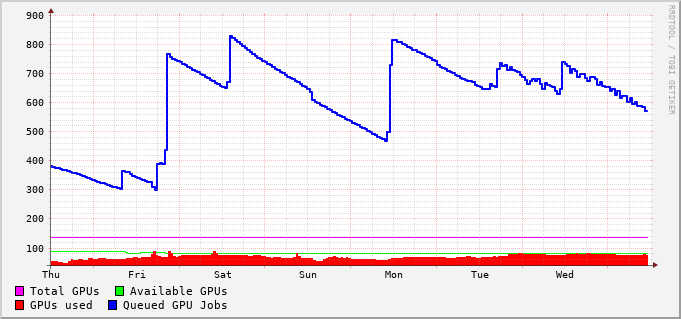 900
800
700
600
500
400
300
200
100
Thu Fri Sat Sun Mon Tue Wed
Total GPUs Available GPUs
GPUs used Queued GPU Jobs
RRDTOOL / TOBI OETIKER